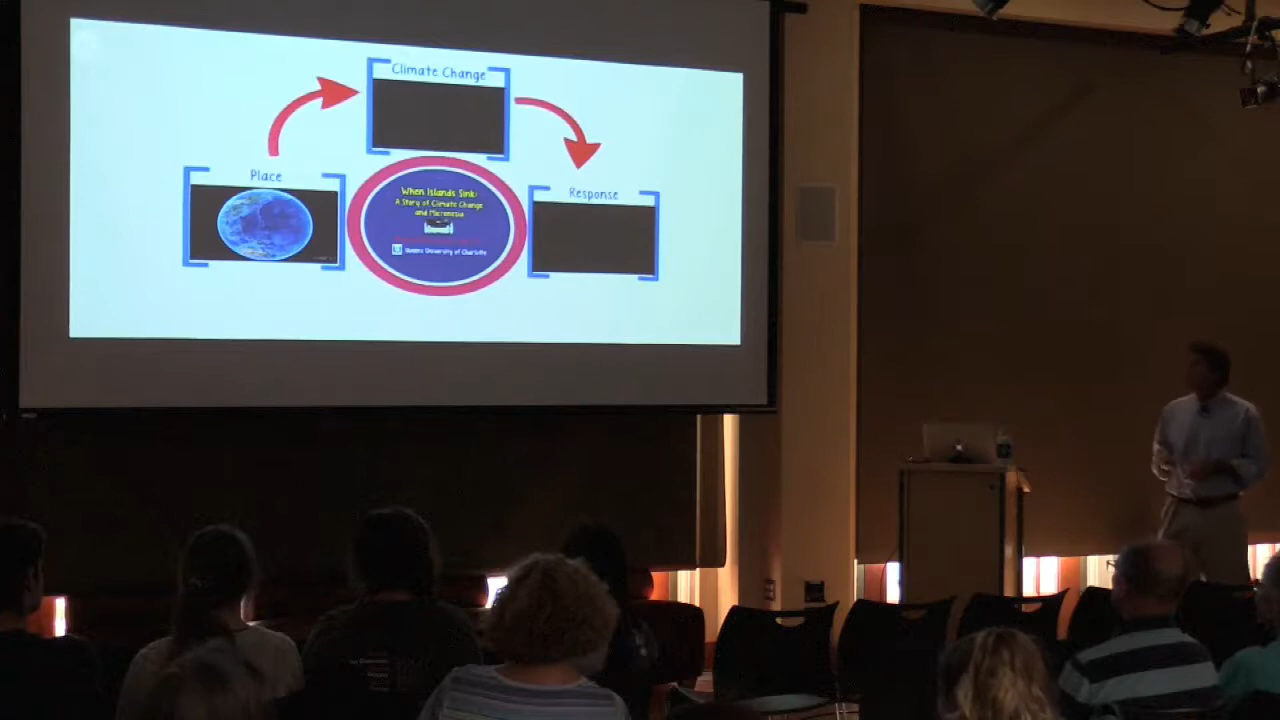 Climate Change
Place
Response
When Islands Sink:
A Story of Climate Change
and Micronesia
Queens University of Charlotte